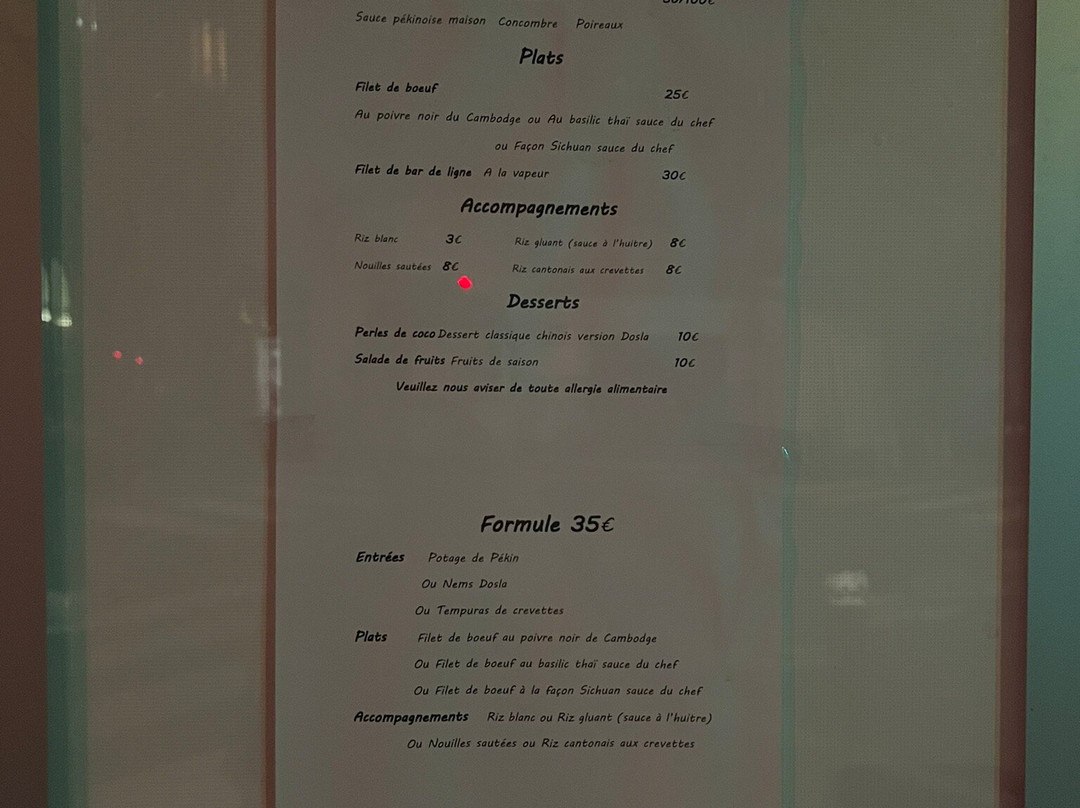 Sauce pékinoise maison Concombre Poireaux
Plats
Filet de boeuf 25€
Au poivre noir du Cambodge ou Au basilic thaï sauce du chef
ou Façon Sichuan sauce du chef
Filet de bar de ligne A la vapeur 30€
Accompagnements
Riz blanc 3€ Riz gluant (sauce à l'huitre) 8€
Nouilles sautées 8€ Riz cantonais aux crevettes 8€
Desserts
Perles de coco Dessert classique chinois version Dosla 10€
Salade de fruits Fruits de saison 10€
Veuillez nous aviser de toute allergie alimentaire
Formule 35€
Entrées Potage de Pékin
Ou Nems Dosla
Ou Tempuras de crevettes
Plats Filet de boeuf au poivre noir de Cambodge
Ou Filet de boeuf au basilic thaï sauce du chef
Ou Filet de boeuf à la façon Sichuan sauce du chef
Accompagnements Riz blanc ou Riz gluant (sauce à l'huitre)
Ou Nouilles sautées ou Riz cantonais aux crevettes